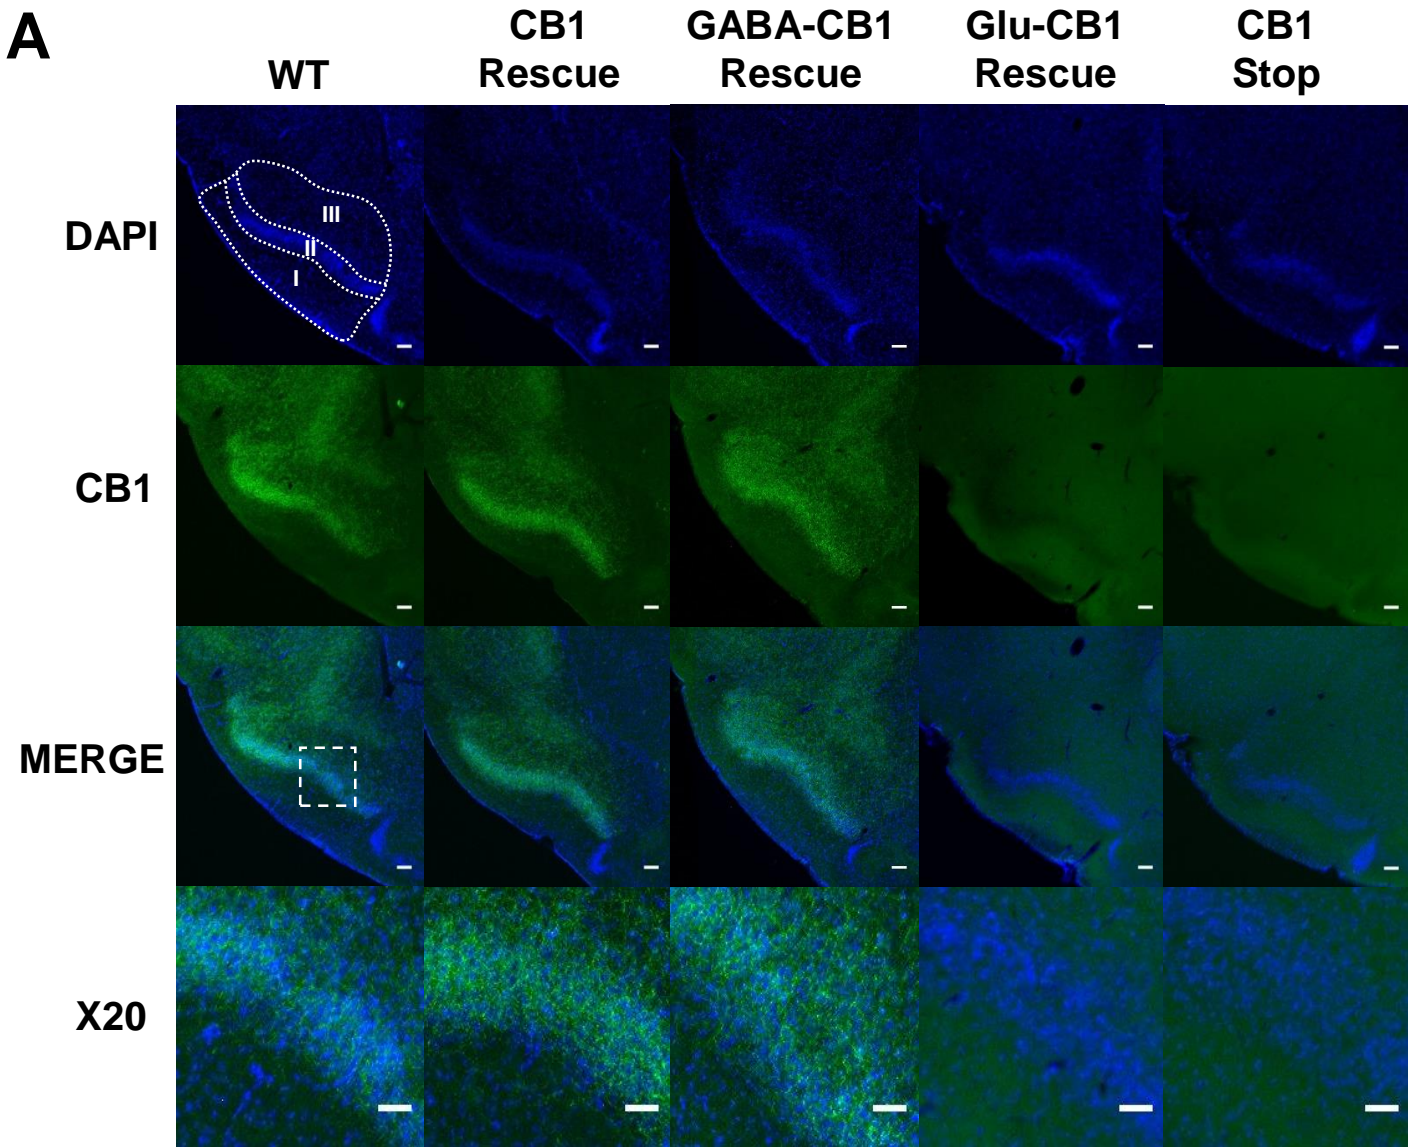 A
WT
CB1
Rescue
GABA-CB1
Rescue
Glu-CB1
Rescue
CB1
Stop
DAPI
III
II
I
CB1
MERGE
X20